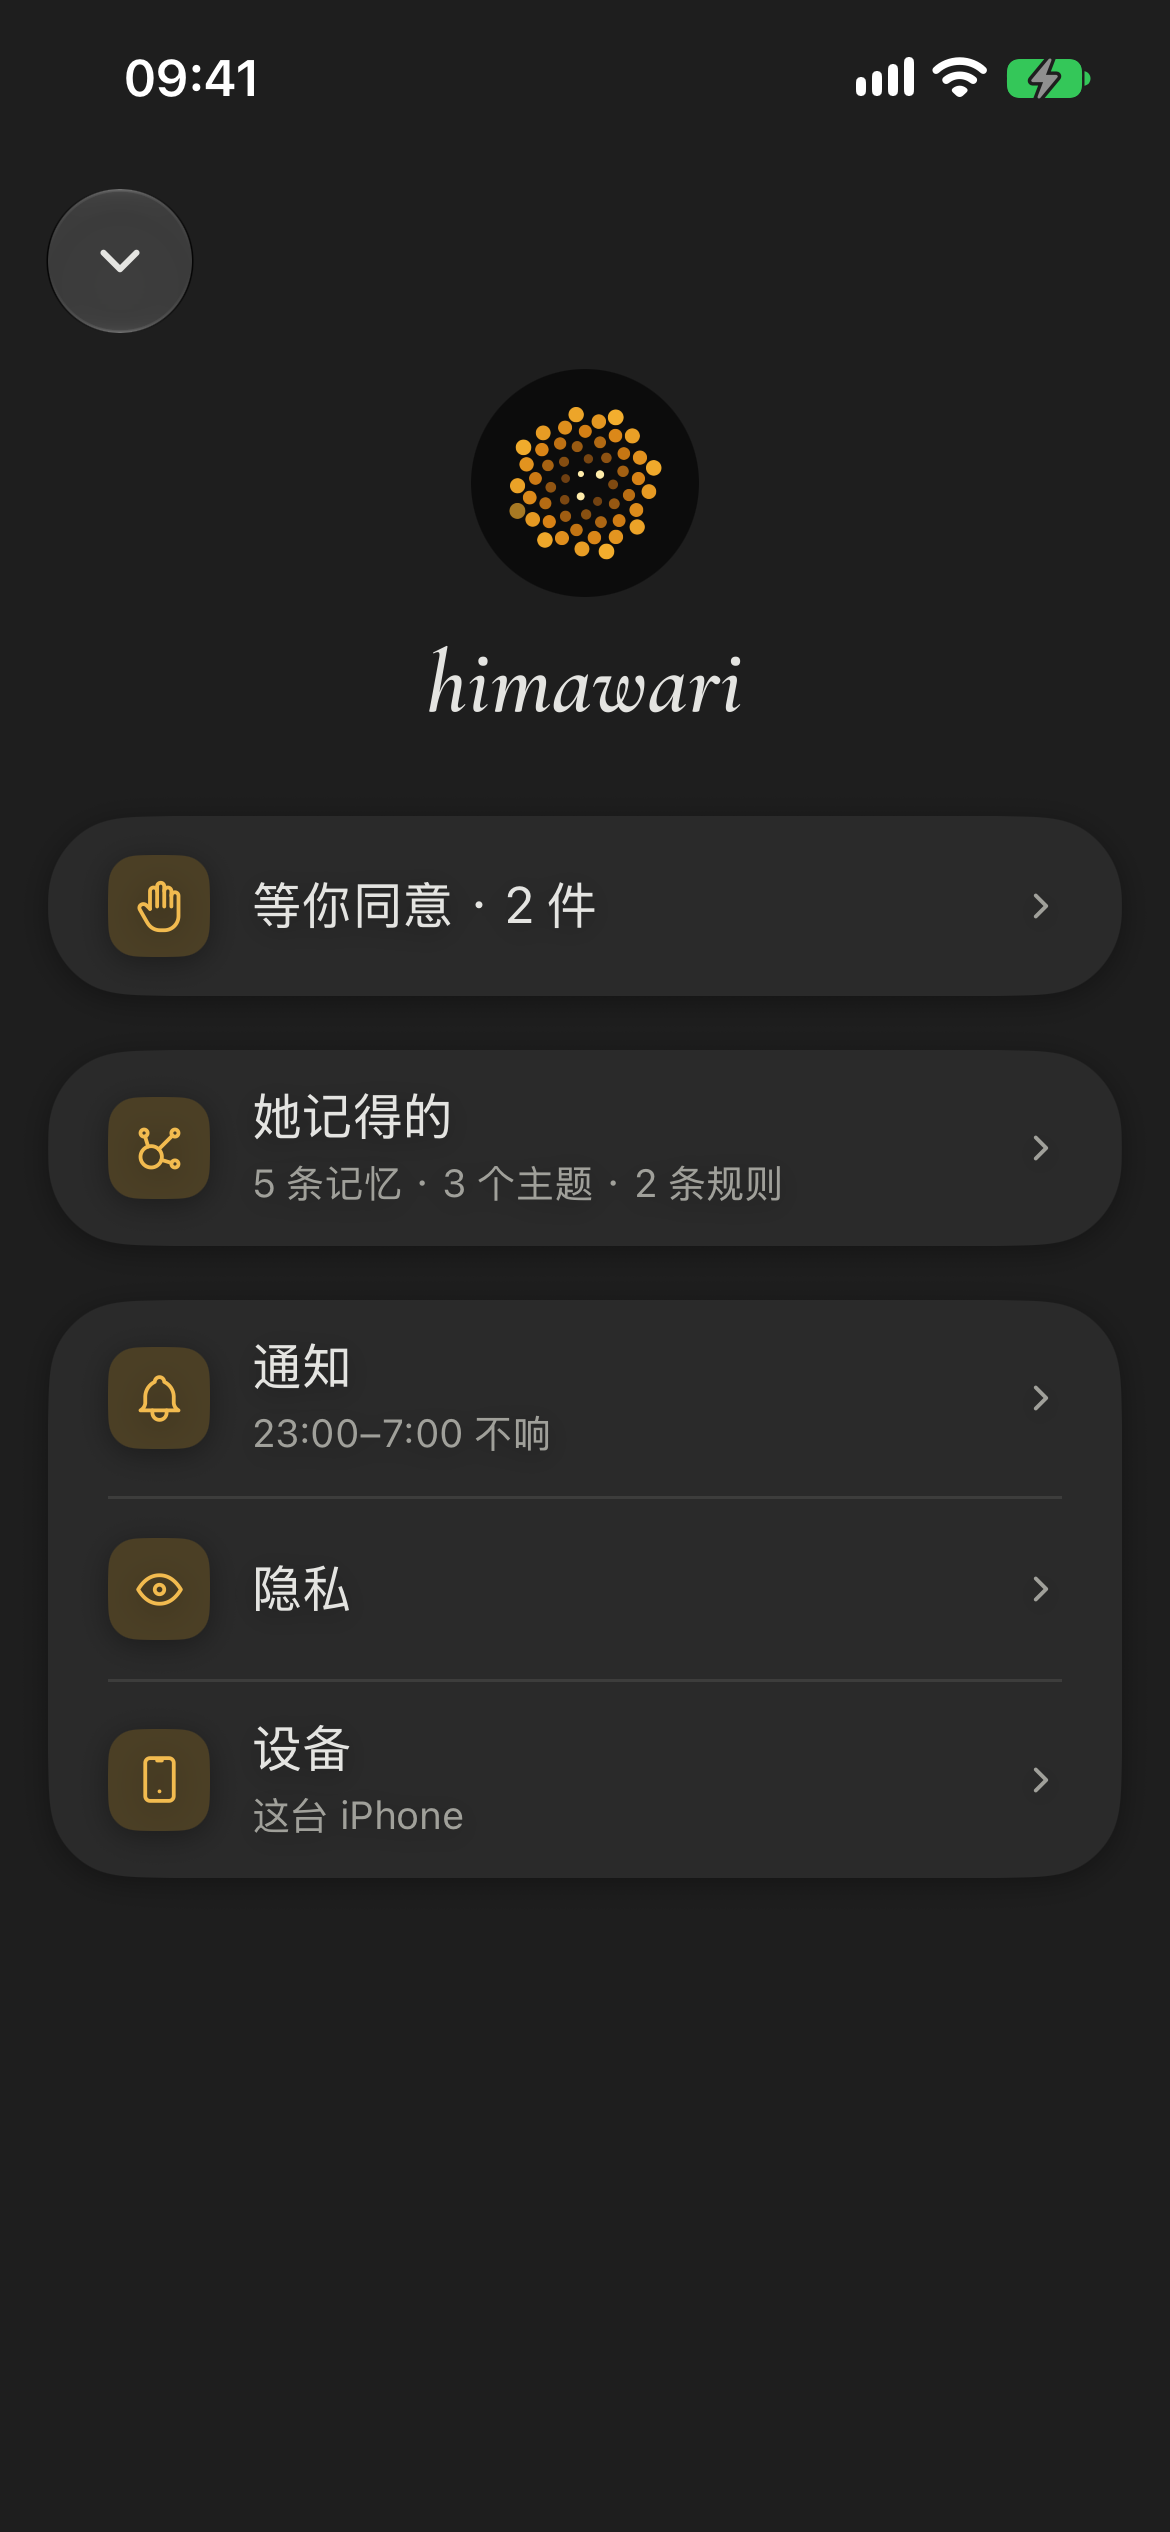 09:41
himawari
等你同意 · 2 件
她记得的
5 条记忆 · 3 个主题 · 2 条规则
通知
23:00–7:00 不响
隐私
设备
这台 iPhone